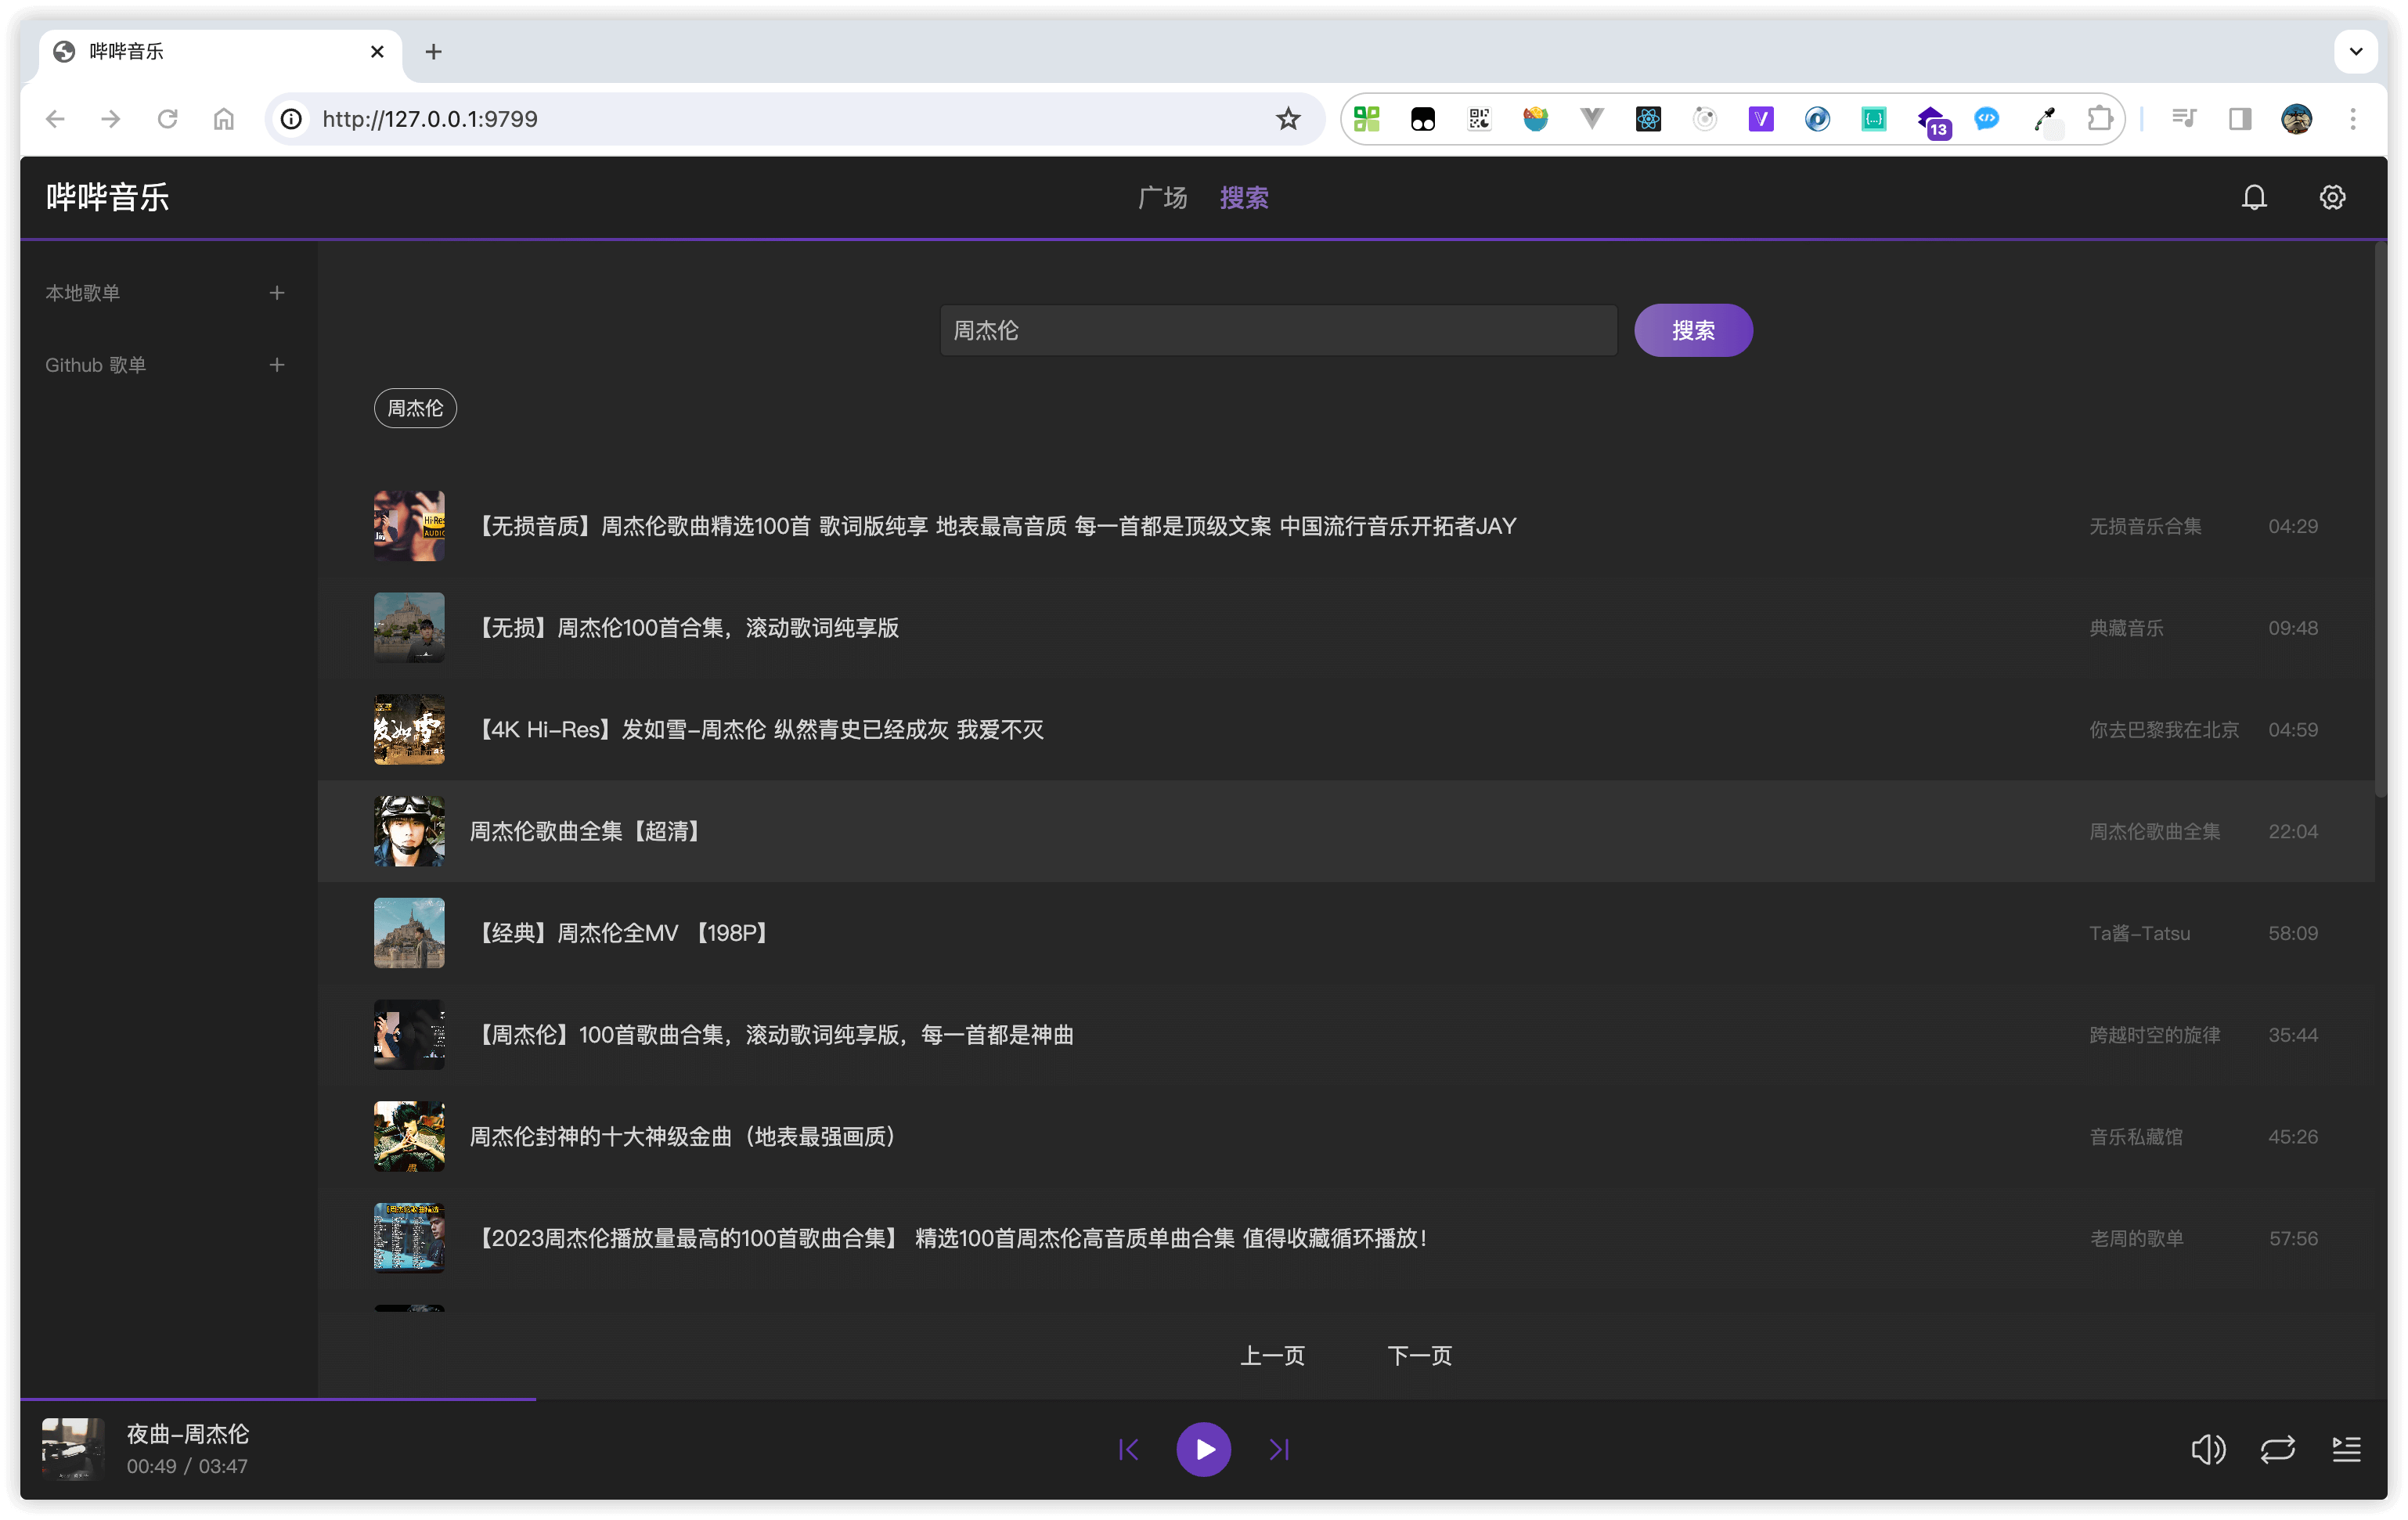 哔哔音乐
http://127.0.0.1:9799
13
哔哔音乐
广场 搜索
本地歌单
Github 歌单
周杰伦
搜索
周杰伦
【无损音质】周杰伦歌曲精选100首 歌词版纯享 地表最高音质 每一首都是顶级文案 中国流行音乐开拓者JAY 无损音乐合集 04:29
【无损】周杰伦100首合集，滚动歌词纯享版 典藏音乐 09:48
发如雪
【4K Hi-Res】发如雪-周杰伦 纵然青史已经成灰 我爱不灭 你去巴黎我在北京 04:59
周杰伦歌曲全集【超清】 周杰伦歌曲全集 22:04
【经典】周杰伦全MV 【198P】 Ta酱-Tatsu 58:09
【周杰伦】100首歌曲合集，滚动歌词纯享版，每一首都是神曲 跨越时空的旋律 35:44
周杰伦封神的十大神级金曲（地表最强画质） 音乐私藏馆 45:26
【2023周杰伦播放量最高的100首歌曲合集】 精选100首周杰伦高音质单曲合集 值得收藏循环播放！ 老周的歌单 57:56
上一页 下一页
夜曲-周杰伦
00:49 / 03:47